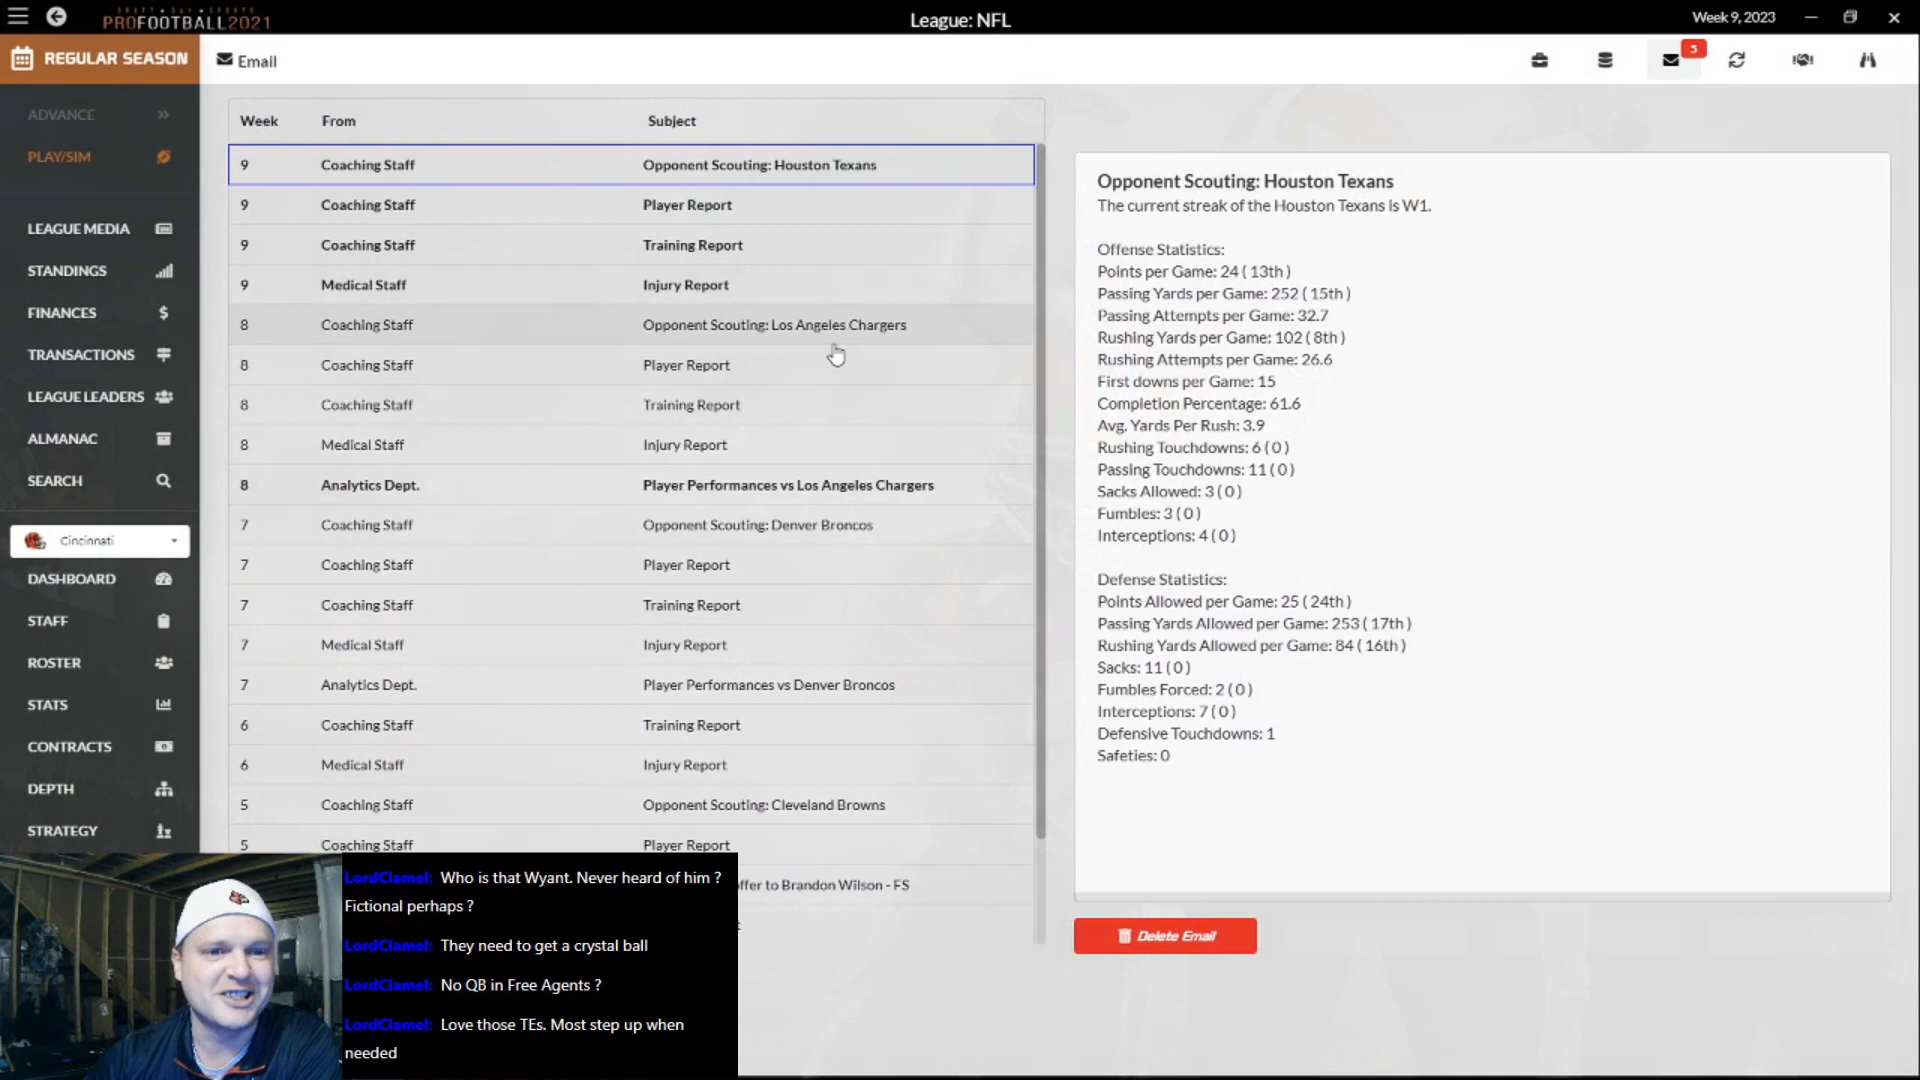 DRAFT DAY SPORTS
PROFOOTBALL2021
League: NFL
Week 9, 2023
REGULAR SEASON
Email
5
ADVANCE
PLAY/SIM
LEAGUE MEDIA
STANDINGS
FINANCES
TRANSACTIONS
LEAGUE LEADERS
ALMANAC
SEARCH
Cincinnati
DASHBOARD
STAFF
ROSTER
STATS
CONTRACTS
DEPTH
STRATEGY
Week From Subject
9 Coaching Staff Opponent Scouting: Houston Texans
9 Coaching Staff Player Report
9 Coaching Staff Training Report
9 Medical Staff Injury Report
8 Coaching Staff Opponent Scouting: Los Angeles Chargers
8 Coaching Staff Player Report
8 Coaching Staff Training Report
8 Medical Staff Injury Report
8 Analytics Dept. Player Performances vs Los Angeles Chargers
7 Coaching Staff Opponent Scouting: Denver Broncos
7 Coaching Staff Player Report
7 Coaching Staff Training Report
7 Medical Staff Injury Report
7 Analytics Dept. Player Performances vs Denver Broncos
6 Coaching Staff Training Report
6 Medical Staff Injury Report
5 Coaching Staff Opponent Scouting: Cleveland Browns
5 Coaching Staff Player Report
offer to Brandon Wilson - FS
Opponent Scouting: Houston Texans
The current streak of the Houston Texans is W1.
Offense Statistics:
Points per Game: 24 ( 13th )
Passing Yards per Game: 252 ( 15th )
Passing Attempts per Game: 32.7
Rushing Yards per Game: 102 ( 8th )
Rushing Attempts per Game: 26.6
First downs per Game: 15
Completion Percentage: 61.6
Avg. Yards Per Rush: 3.9
Rushing Touchdowns: 6 ( 0 )
Passing Touchdowns: 11 ( 0 )
Sacks Allowed: 3 ( 0 )
Fumbles: 3 ( 0 )
Interceptions: 4 ( 0 )
Defense Statistics:
Points Allowed per Game: 25 ( 24th )
Passing Yards Allowed per Game: 253 ( 17th )
Rushing Yards Allowed per Game: 84 ( 16th )
Sacks: 11 ( 0 )
Fumbles Forced: 2 ( 0 )
Interceptions: 7 ( 0 )
Defensive Touchdowns: 1
Safeties: 0
Delete Email
LordClamel: Who is that Wyant. Never heard of him ?
Fictional perhaps ?
LordClamel: They need to get a crystal ball
LordClamel: No QB in Free Agents ?
LordClamel: Love those TEs. Most step up when
needed